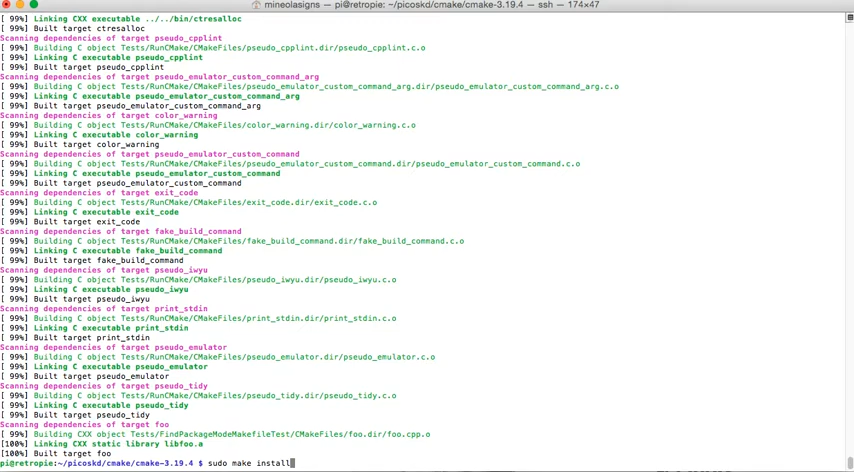 mineolasigns — pi@retropie: ~/picoskd/cmake/cmake-3.19.4 — ssh — 174×47
[ 99%] Linking CXX executable ../../bin/ctresalloc
[ 99%] Built target ctresalloc
Scanning dependencies of target pseudo_cpplint
[ 99%] Building C object Tests/RunCMake/CMakeFiles/pseudo_cpplint.dir/pseudo_cpplint.c.o
[ 99%] Linking C executable pseudo_cpplint
[ 99%] Built target pseudo_cpplint
Scanning dependencies of target pseudo_emulator_custom_command_arg
[ 99%] Building C object Tests/RunCMake/CMakeFiles/pseudo_emulator_custom_command_arg.dir/pseudo_emulator_custom_command_arg.c.o
[ 99%] Linking C executable pseudo_emulator_custom_command_arg
[ 99%] Built target pseudo_emulator_custom_command_arg
Scanning dependencies of target color_warning
[ 99%] Building C object Tests/RunCMake/CMakeFiles/color_warning.dir/color_warning.c.o
[ 99%] Linking C executable color_warning
[ 99%] Built target color_warning
Scanning dependencies of target pseudo_emulator_custom_command
[ 99%] Building C object Tests/RunCMake/CMakeFiles/pseudo_emulator_custom_command.dir/pseudo_emulator_custom_command.c.o
[ 99%] Linking C executable pseudo_emulator_custom_command
[ 99%] Built target pseudo_emulator_custom_command
Scanning dependencies of target exit_code
[ 99%] Building C object Tests/RunCMake/CMakeFiles/exit_code.dir/exit_code.c.o
[ 99%] Linking C executable exit_code
[ 99%] Built target exit_code
Scanning dependencies of target fake_build_command
[ 99%] Building C object Tests/RunCMake/CMakeFiles/fake_build_command.dir/fake_build_command.c.o
[ 99%] Linking C executable fake_build_command
[ 99%] Built target fake_build_command
Scanning dependencies of target pseudo_iwyu
[ 99%] Building C object Tests/RunCMake/CMakeFiles/pseudo_iwyu.dir/pseudo_iwyu.c.o
[ 99%] Linking C executable pseudo_iwyu
[ 99%] Built target pseudo_iwyu
Scanning dependencies of target print_stdin
[ 99%] Building C object Tests/RunCMake/CMakeFiles/print_stdin.dir/print_stdin.c.o
[ 99%] Linking C executable print_stdin
[ 99%] Built target print_stdin
Scanning dependencies of target pseudo_emulator
[ 99%] Building C object Tests/RunCMake/CMakeFiles/pseudo_emulator.dir/pseudo_emulator.c.o
[ 99%] Linking C executable pseudo_emulator
[ 99%] Built target pseudo_emulator
Scanning dependencies of target pseudo_tidy
[ 99%] Building C object Tests/RunCMake/CMakeFiles/pseudo_tidy.dir/pseudo_tidy.c.o
[ 99%] Linking C executable pseudo_tidy
[ 99%] Built target pseudo_tidy
Scanning dependencies of target foo
[ 99%] Building CXX object Tests/FindPackageModeMakefileTest/CMakeFiles/foo.dir/foo.cpp.o
[100%] Linking CXX static library libfoo.a
[100%] Built target foo
pi@retropie:~/picoskd/cmake/cmake-3.19.4 $ sudo make install